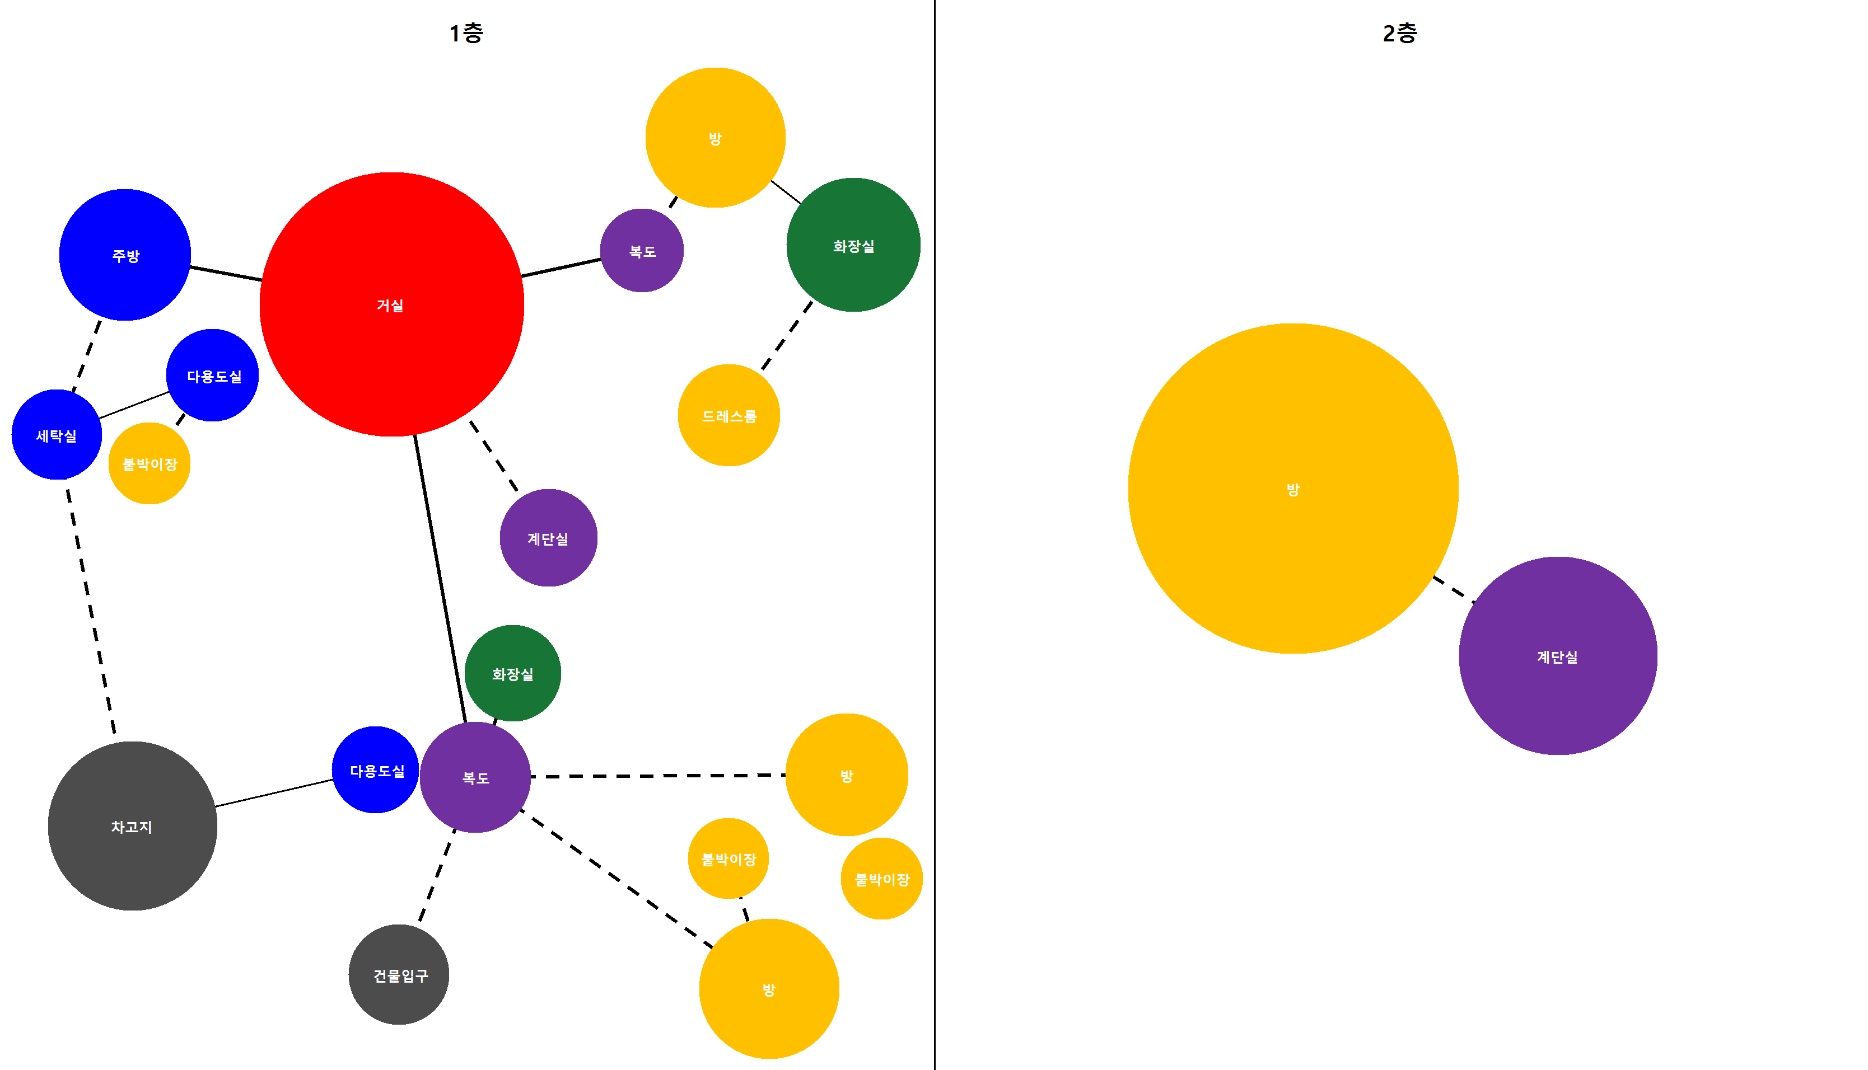 1층
2층
방
화장실
복도
주방
거실
다용도실
드레스룸
세탁실
붙박이장
계단실
화장실
다용도실
복도
방
차고지
붙박이장
붙박이장
건물입구
방
방
계단실